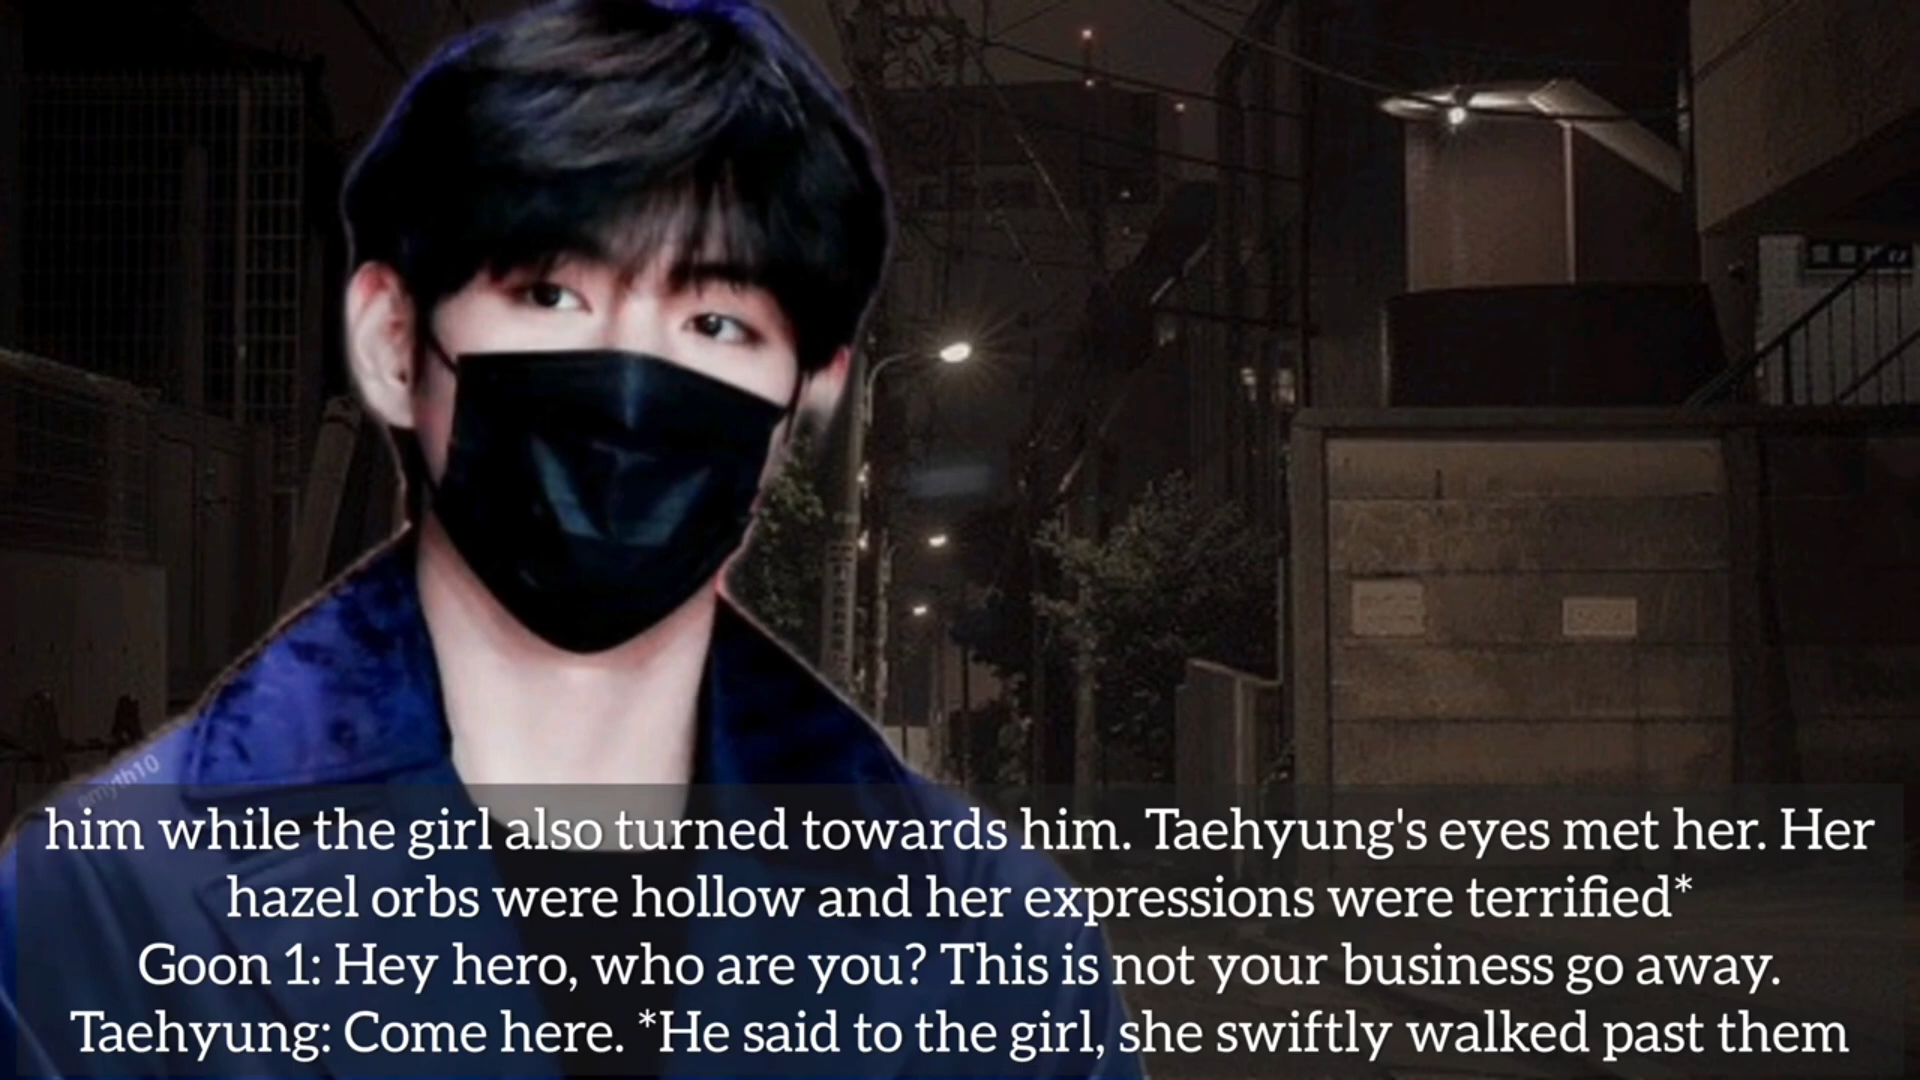 him while the girl also turned towards him. Taehyung's eyes met her. Her
hazel orbs were hollow and her expressions were terrified*
Goon 1: Hey hero, who are you? This is not your business go away.
Taehyung: Come here. *He said to the girl, she swiftly walked past them